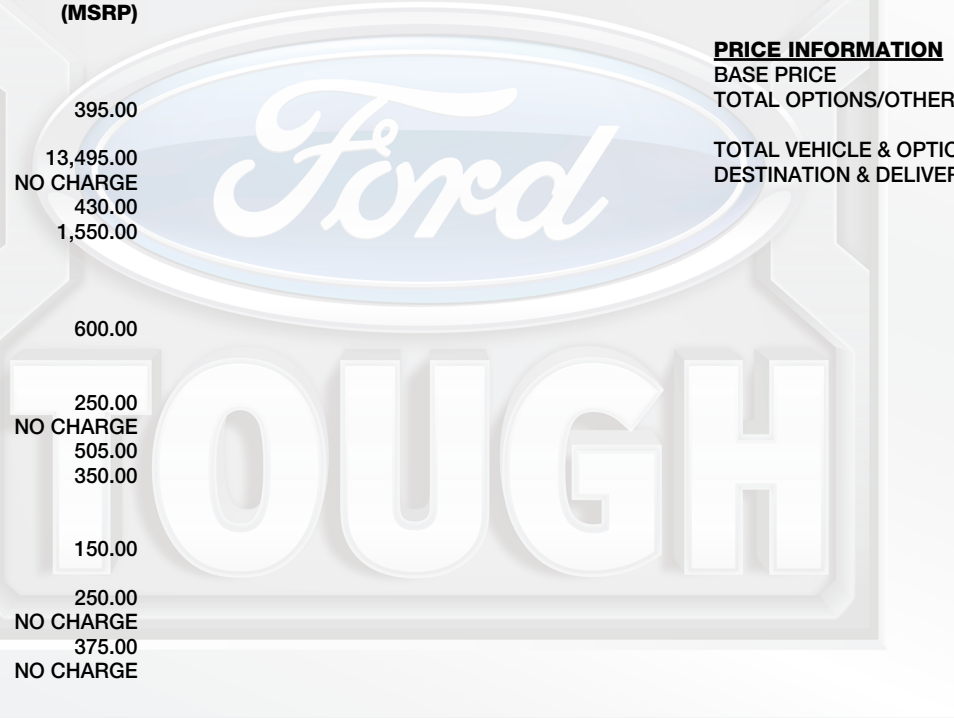 (MSRP)
395.00
13,495.00
NO CHARGE
430.00
1,550.00
600.00
250.00
NO CHARGE
505.00
350.00
150.00
250.00
NO CHARGE
375.00
NO CHARGE
PRICE INFORMATION
BASE PRICE
TOTAL OPTIONS/OTHER
TOTAL VEHICLE & OPTIO
DESTINATION & DELIVER
Ford
TOUGH